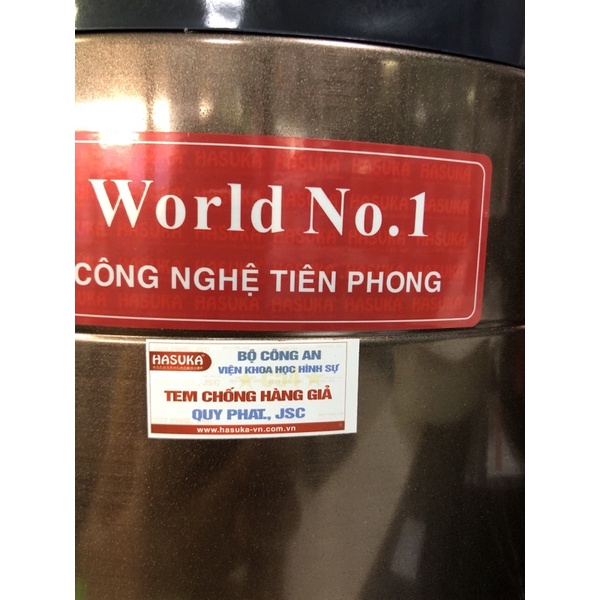 World No.1
CÔNG NGHỆ TIÊN PHONG
HASUKA
BỘ CÔNG AN
VIỆN KHOA HỌC HÌNH SỰ
TEM CHỐNG HÀNG GIẢ
QUY PHAT., JSC
www.hasuka-vn.com.vn